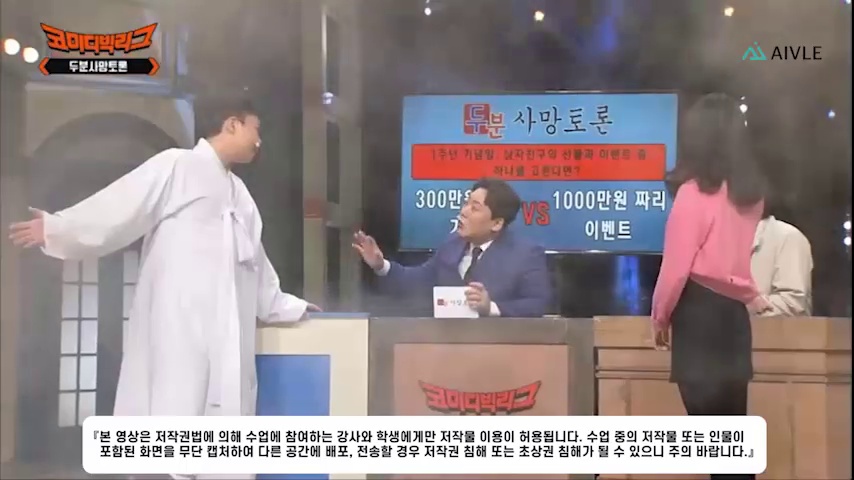 코미디빅리그
두분사망토론
AIVLE
두분 사망토론
1주년 기념일, 남자친구의 선물과 이벤트 중
하나를 고른다면?
300만원
VS
1000만원 짜리
이벤트
두분 사망토론
코미디빅리그
『본 영상은 저작권법에 의해 수업에 참여하는 강사와 학생에게만 저작물 이용이 허용됩니다. 수업 중의 저작물 또는 인물이
포함된 화면을 무단 캡처하여 다른 공간에 배포, 전송할 경우 저작권 침해 또는 초상권 침해가 될 수 있으니 주의 바랍니다.』